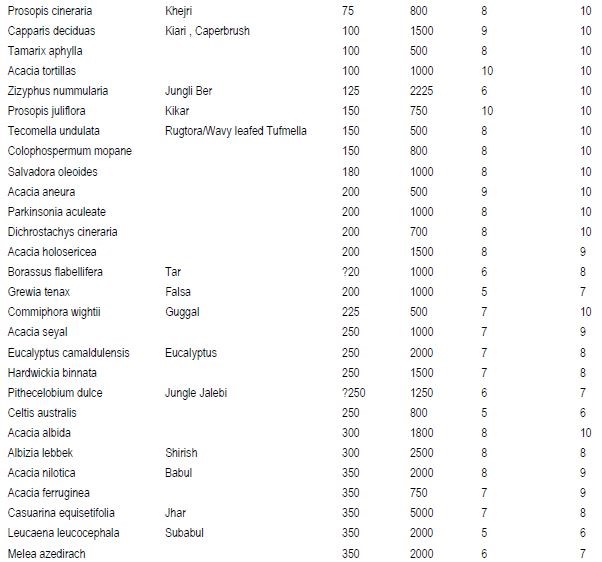 Prosopis cineraria Khejri 75 800 8 10
Capparis deciduas Kiari , Caperbrush 100 1500 9 10
Tamarix aphylla 100 500 8 10
Acacia tortillas 100 1000 10 10
Zizyphus nummularia Jungli Ber 125 2225 6 10
Prosopis juliflora Kikar 150 750 10 10
Tecomella undulata Rugtora/Wavy leafed Tufmella 150 500 8 10
Colophospermum mopane 150 800 8 10
Salvadora oleoides 180 1000 8 10
Acacia aneura 200 500 9 10
Parkinsonia aculeate 200 1000 8 10
Dichrostachys cineraria 200 700 8 10
Acacia holosericea 200 1500 8 9
Borassus flabellifera Tar ?20 1000 6 8
Grewia tenax Falsa 200 1000 5 7
Commiphora wightii Guggal 225 500 7 10
Acacia seyal 250 1000 7 9
Eucalyptus camaldulensis Eucalyptus 250 2000 7 8
Hardwickia binnata 250 1500 7 8
Pithecelobium dulce Jungle Jalebi ?250 1250 6 7
Celtis australis 250 800 5 6
Acacia albida 300 1800 8 10
Albizia lebbek Shirish 300 2500 8 8
Acacia nilotica Babul 350 2000 8 9
Acacia ferruginea 350 750 7 9
Casuarina equisetifolia Jhar 350 5000 7 8
Leucaena leucocephala Subabul 350 2000 5 6
Melea azedirach 350 2000 6 7